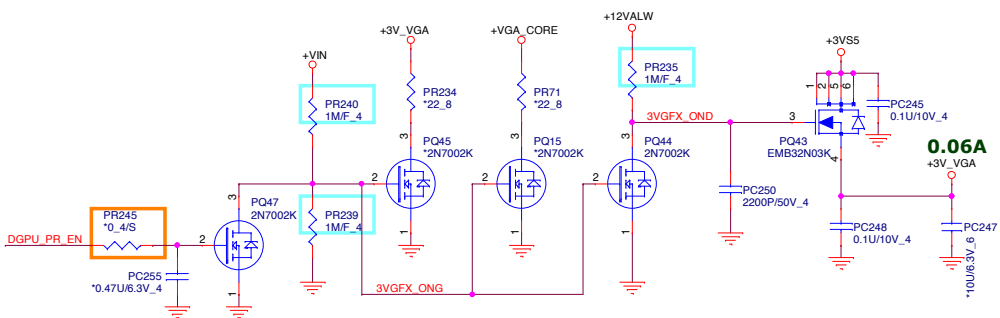 +12VALW
+3V_VGA
+VGA_CORE
+3VS5
+VIN
PR240
1M/F_4
PR234
*22_8
PR71
*22_8
PR235
1M/F_4
1
2
5
6
PC245
0.1U/10V_4
3VGFX_OND
3
PQ43
EMB32N03K
4
0.06A
+3V_VGA
3
PQ45
*2N7002K
2
1
3
PQ15
*2N7002K
2
1
3
PQ44
2N7002K
2
1
PC250
2200P/50V_4
PR245
*0_4/S
DGPU_PR_EN
3
PQ47
2N7002K
2
1
PR239
1M/F_4
PC255
*0.47U/6.3V_4
3VGFX_ONG
PC248
0.1U/10V_4
PC247
*10U/6.3V_6